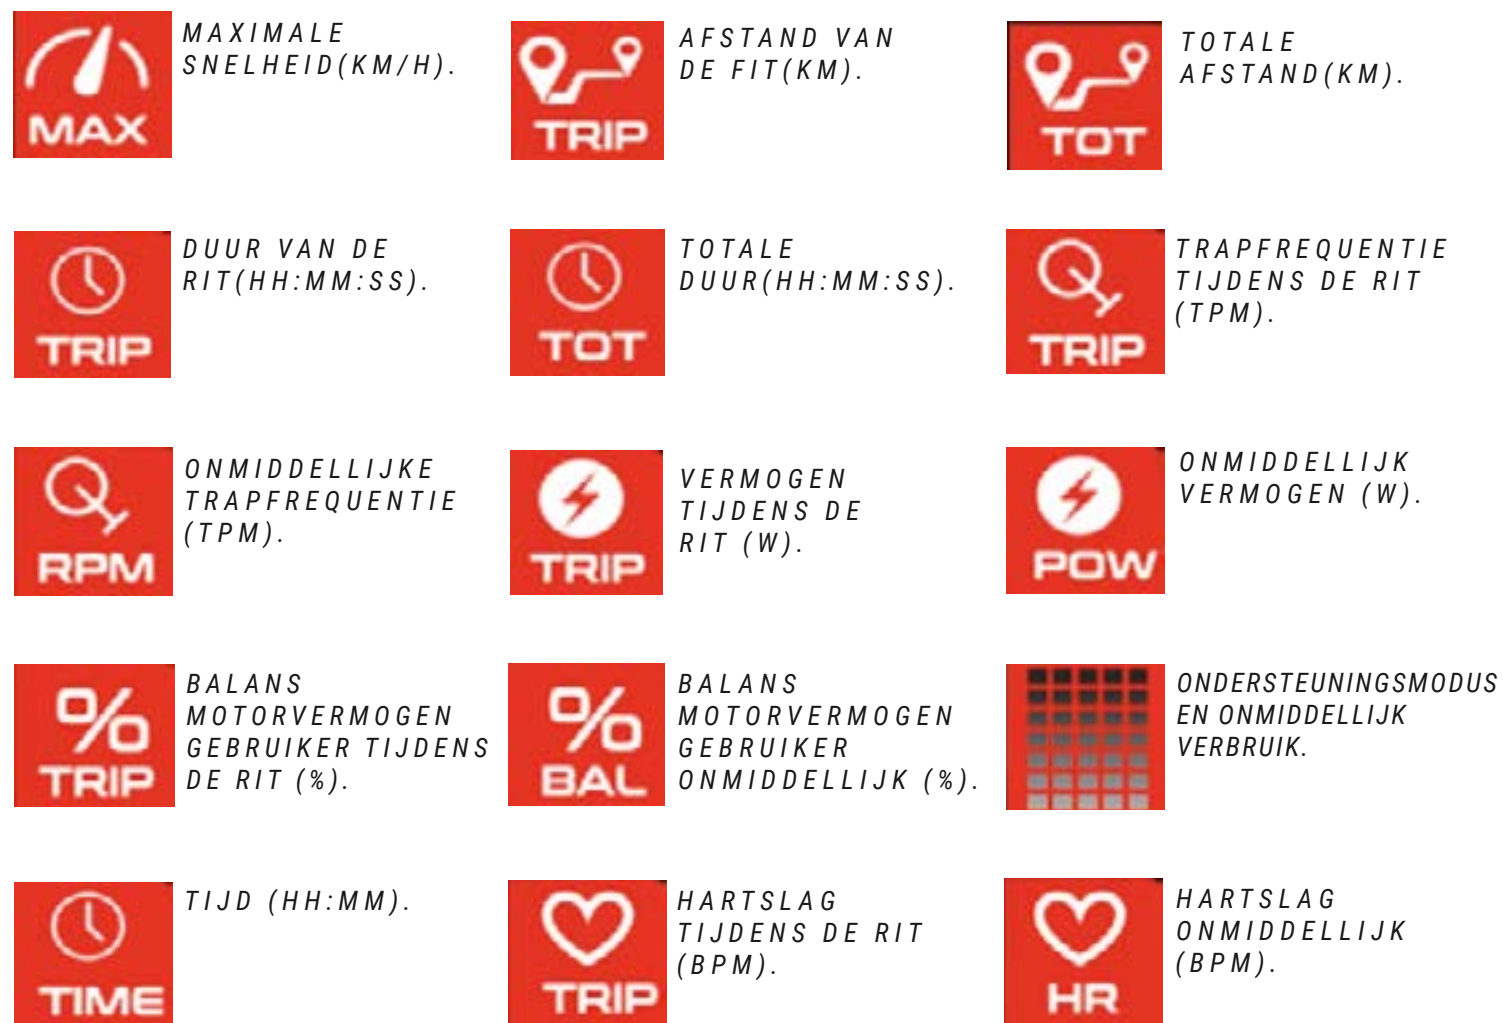 MAX
MAXIMALE
SNELHEID(KM/H).
TRIP
AFSTAND VAN
DE FIT(KM).
TOT
TOTALE
AFSTAND(KM).
TRIP
DUUR VAN DE
RIT(HH:MM:SS).
TOT
TOTALE
DUUR(HH:MM:SS).
TRIP
TRAPFREQUENTIE
TIJDENS DE RIT
(TPM).
RPM
ONMIDDELLIJKE
TRAPFREQUENTIE
(TPM).
TRIP
VERMOGEN
TIJDENS DE
RIT (W).
POW
ONMIDDELLIJK
VERMOGEN (W).
%
TRIP
BALANS
MOTORVERMOGEN
GEBRUIKER TIJDENS
DE RIT (%).
%
BAL
BALANS
MOTORVERMOGEN
GEBRUIKER
ONMIDDELLIJK (%).
ONDERSTEUNINGSMODUS
EN ONMIDDELLIJK
VERBRUIK.
TIME
TIJD (HH:MM).
TRIP
HARTSLAG
TIJDENS DE RIT
(BPM).
HR
HARTSLAG
ONMIDDELLIJK
(BPM).